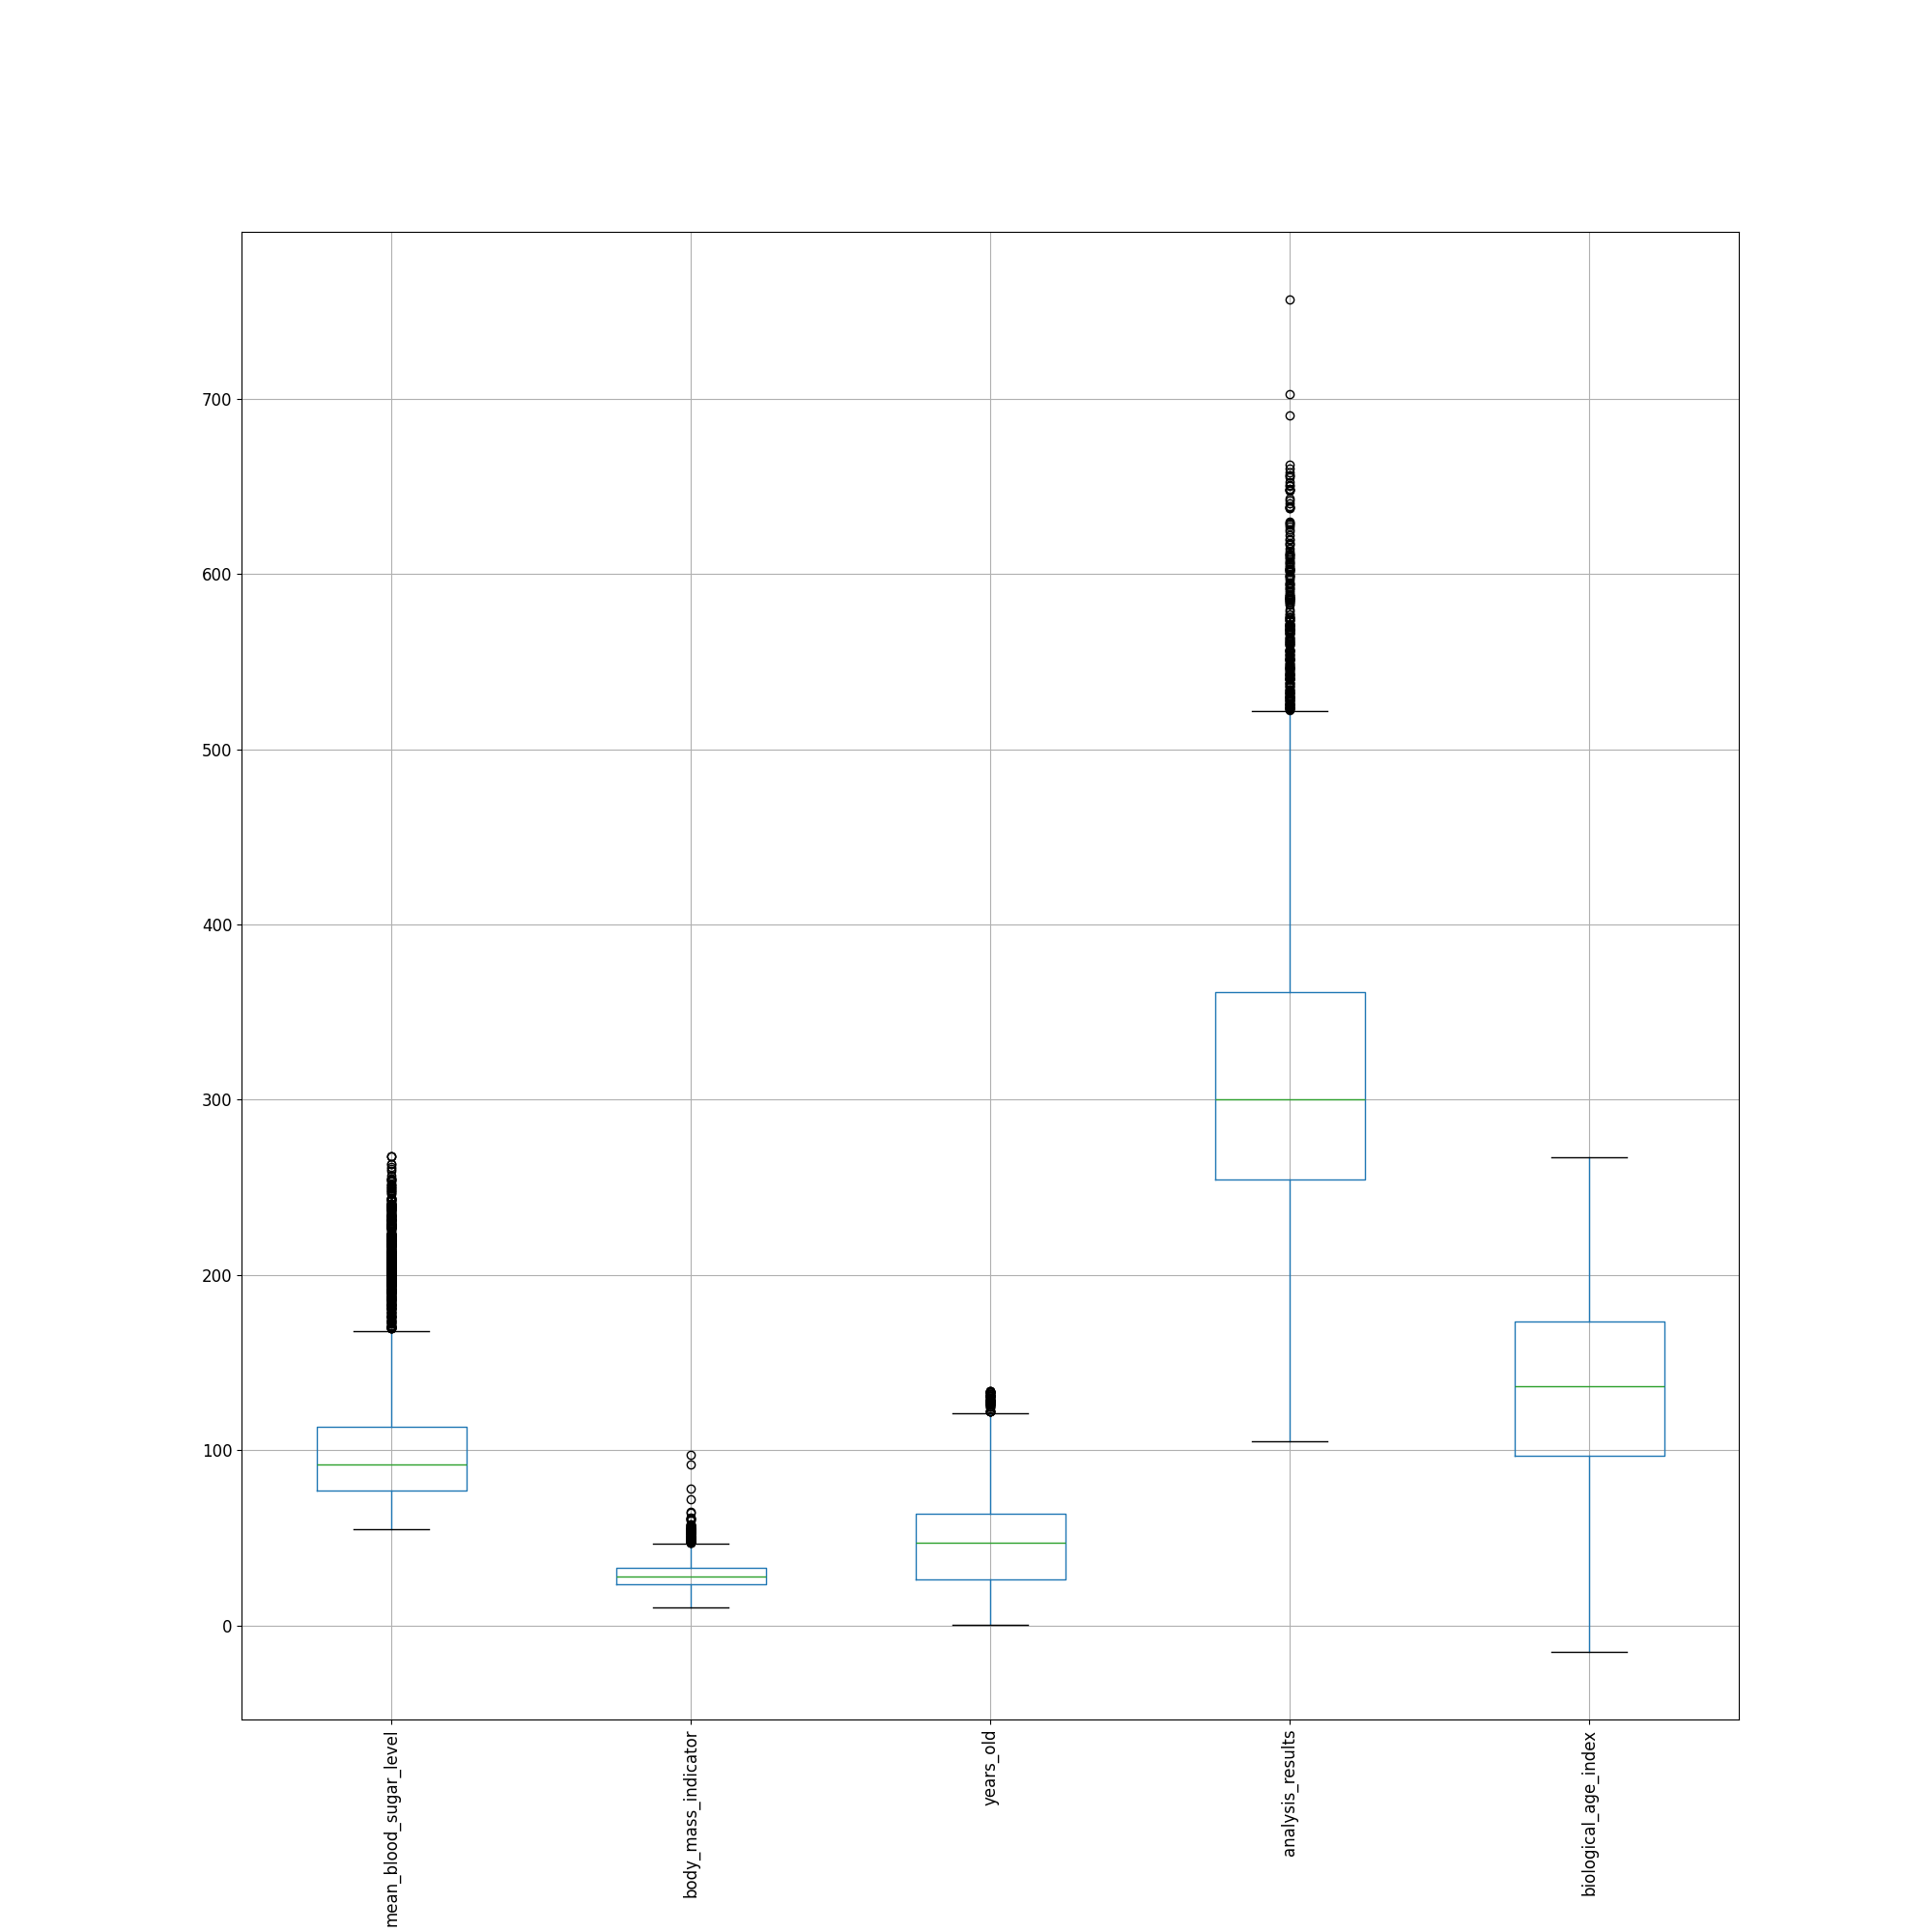 700
600
500
400
300
200
100
0
mean_blood_sugar_level
body_mass_indicator
years_old
analysis_results
biological_age_index